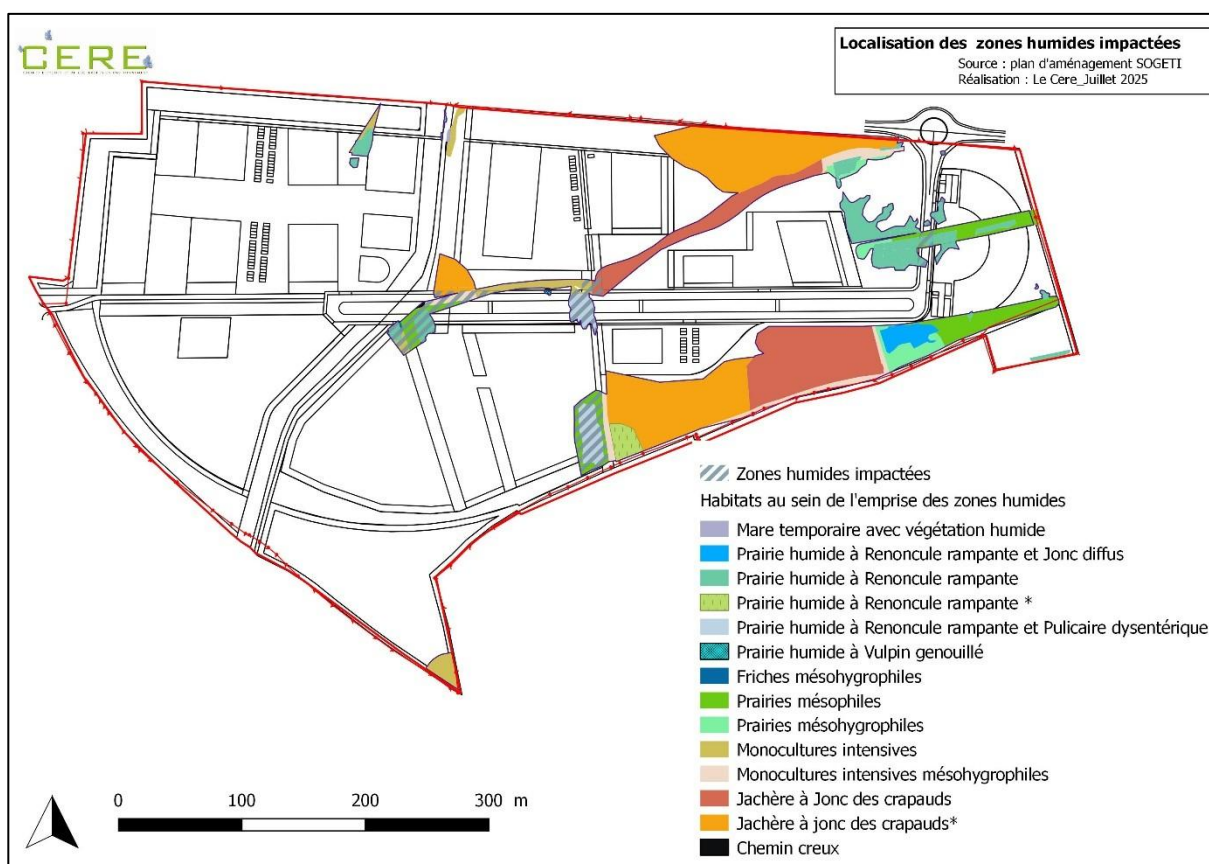 CERE
Localisation des zones humides impactées
Source : plan d'aménagement SOGETI
Réalisation : Le Cere_Juillet 2025
Zones humides impactées
Habitats au sein de l'emprise des zones humides
Mare temporaire avec végétation humide
Prairie humide à Renoncule rampante et Jonc diffus
Prairie humide à Renoncule rampante
Prairie humide à Renoncule rampante *
Prairie humide à Renoncule rampante et Pulicaire dysentérique
Prairie humide à Vulpin genouillé
Friches mésohygrophiles
Prairies mésophiles
Prairies mésohygrophiles
Monocultures intensives
Monocultures intensives mésohygrophiles
Jachère à Jonc des crapauds
Jachère à jonc des crapauds*
Chemin creux
0 100 200 300 m